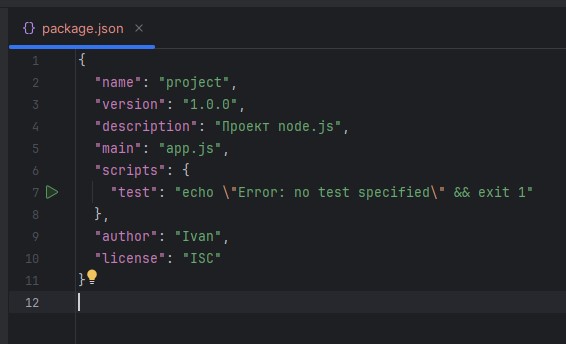 package.json
1 {
2 "name": "project",
3 "version": "1.0.0",
4 "description": "Проект node.js",
5 "main": "app.js",
6 "scripts": {
7 "test": "echo \"Error: no test specified\" && exit 1"
8 },
9 "author": "Ivan",
10 "license": "ISC"
11 }
12